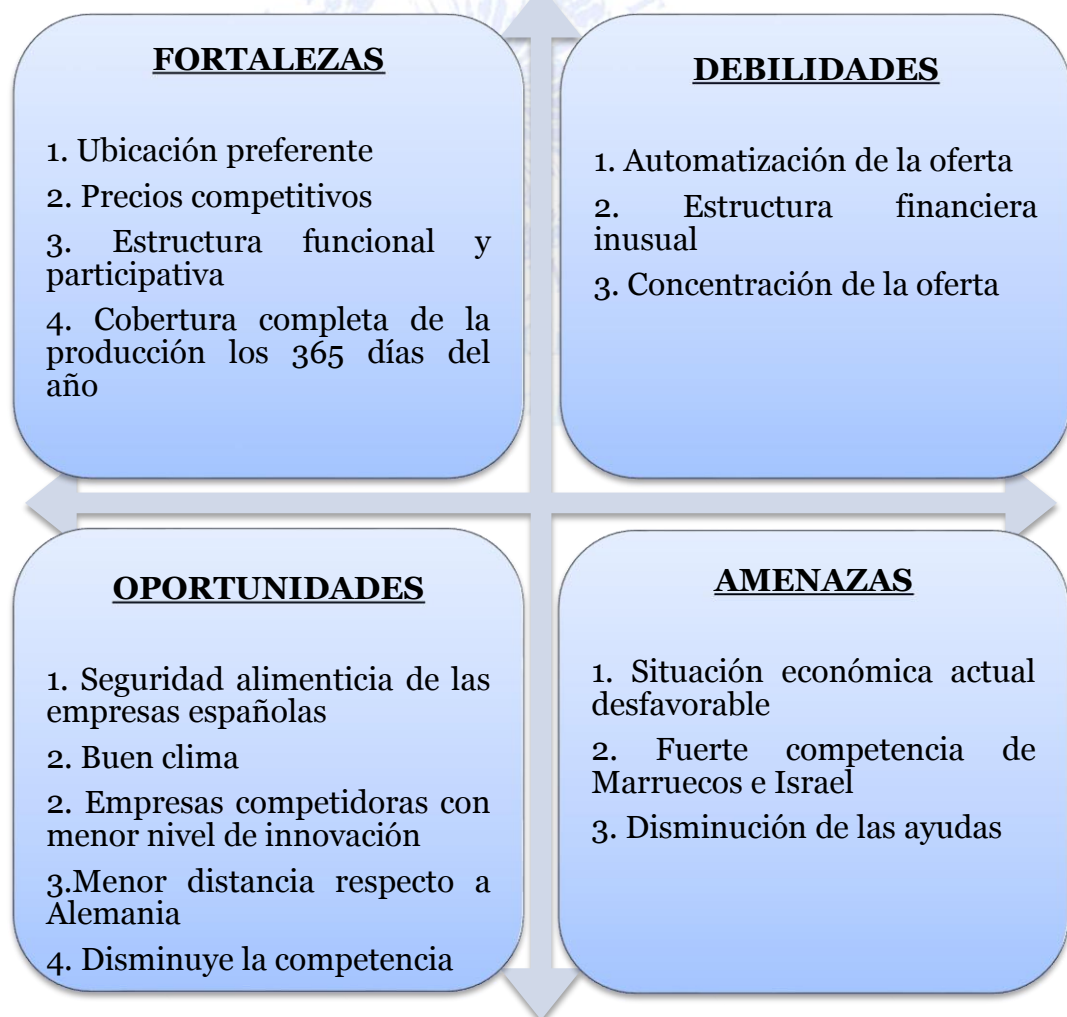 FORTALEZAS
1. Ubicación preferente
2. Precios competitivos
3. Estructura funcional y
participativa
4. Cobertura completa de la
producción los 365 días del
año
DEBILIDADES
1. Automatización de la oferta
2. Estructura financiera
inusual
3. Concentración de la oferta
OPORTUNIDADES
1. Seguridad alimenticia de las
empresas españolas
2. Buen clima
2. Empresas competidoras con
menor nivel de innovación
3.Menor distancia respecto a
Alemania
4. Disminuye la competencia
AMENAZAS
1. Situación económica actual
desfavorable
2. Fuerte competencia de
Marruecos e Israel
3. Disminución de las ayudas